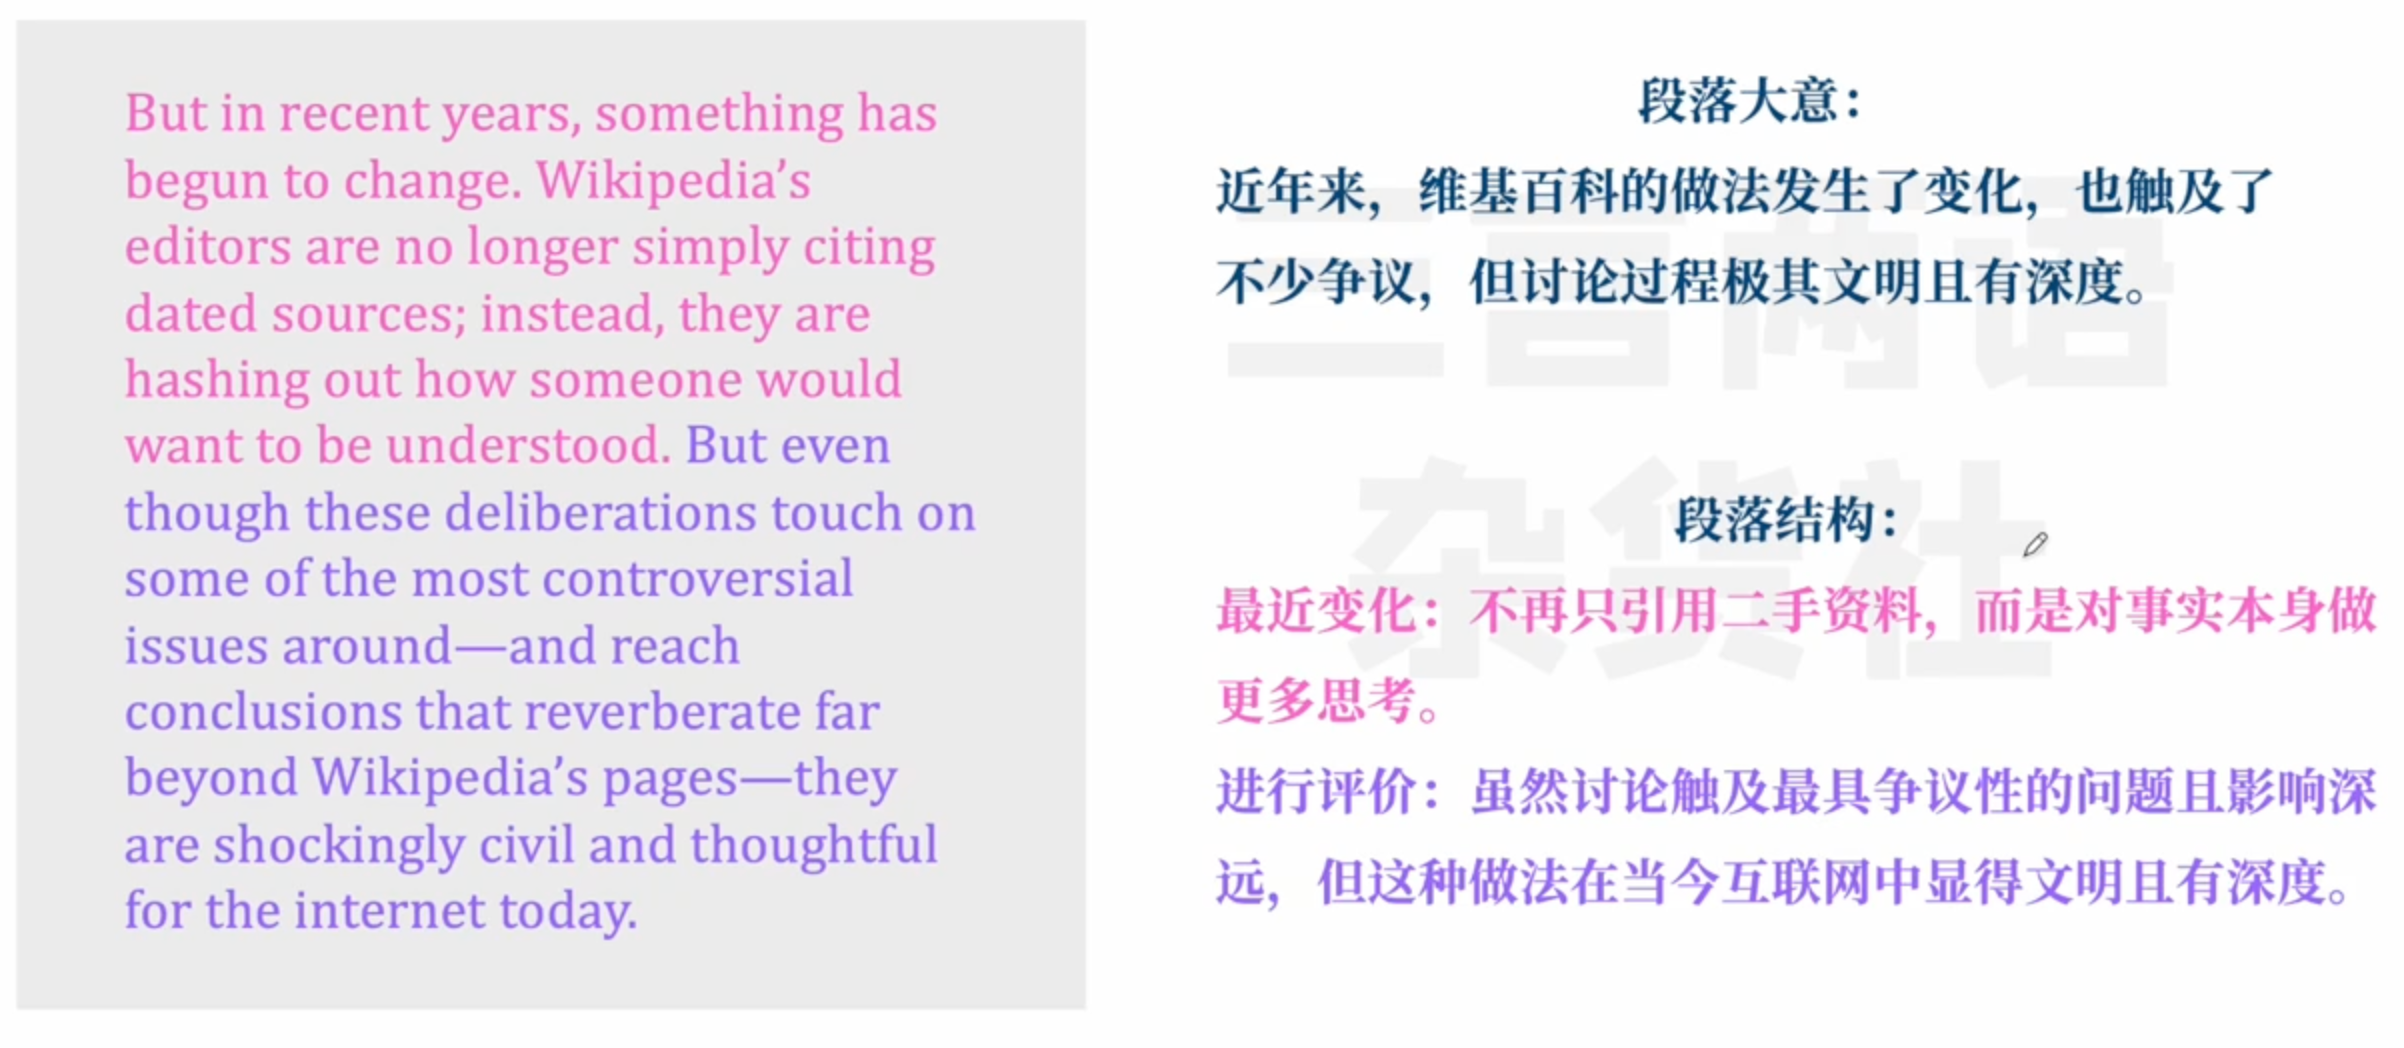 But in recent years, something has
begun to change. Wikipedia’s
editors are no longer simply citing
dated sources; instead, they are
hashing out how someone would
want to be understood. But even
though these deliberations touch on
some of the most controversial
issues around—and reach
conclusions that reverberate far
beyond Wikipedia’s pages—they
are shockingly civil and thoughtful
for the internet today.
段落大意：
近年来，维基百科的做法发生了变化，也触及了
不少争议，但讨论过程极其文明且有深度。
段落结构：
最近变化：不再只引用二手资料，而是对事实本身做
更多思考。
进行评价：虽然讨论触及最具争议性的问题且影响深
远，但这种做法在当今互联网中显得文明且有深度。
三言两语
杂货社